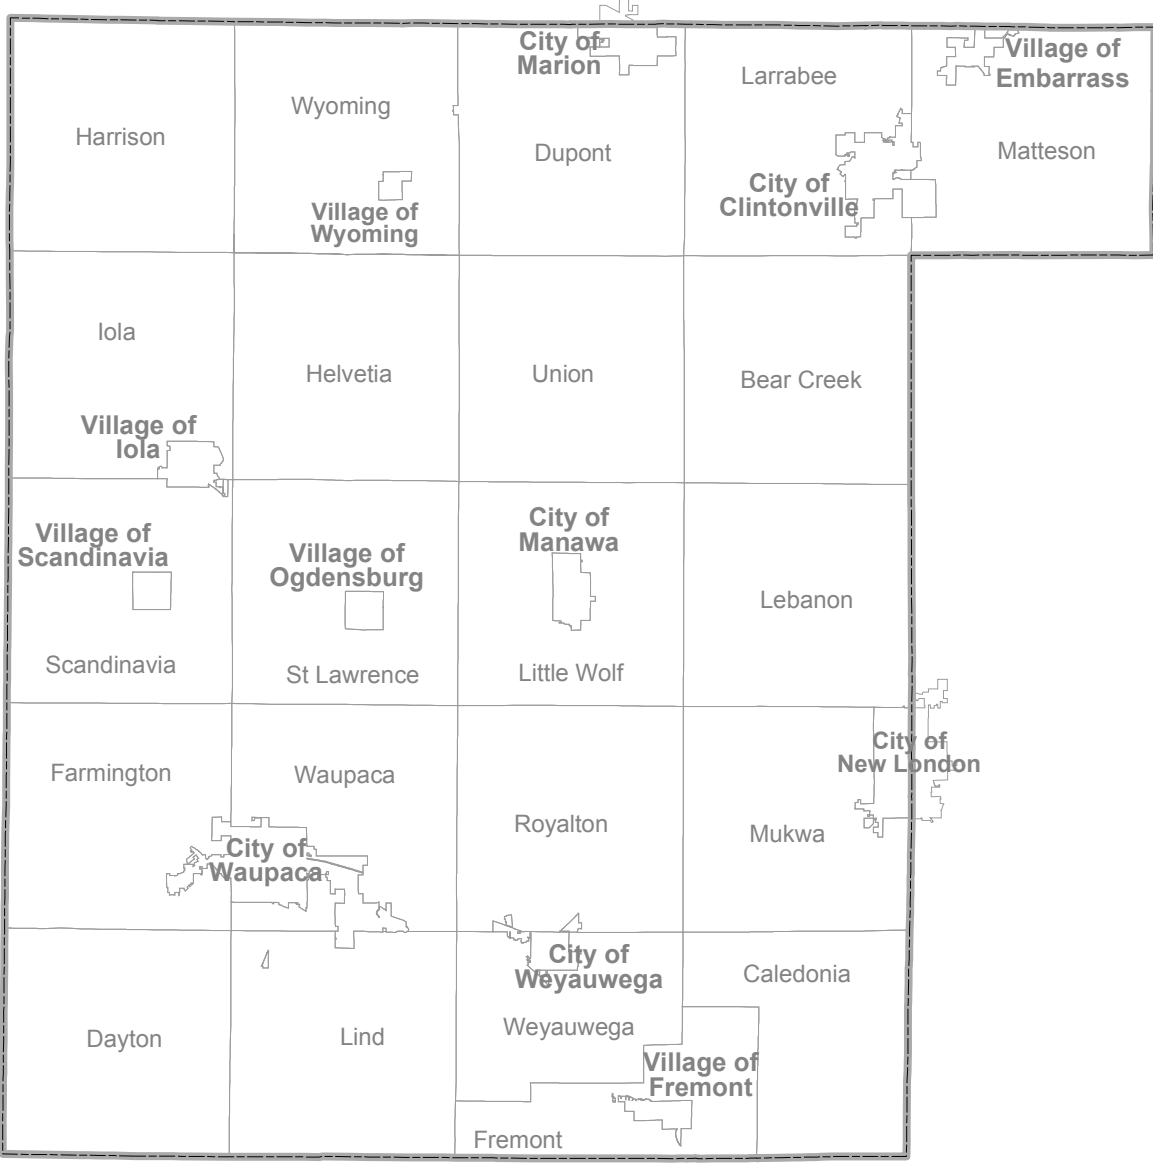 City of
Marion
Village of
Embarrass
Larrabee
Wyoming
Harrison
Dupont
Matteson
City of
Clintonville
Village of
Wyoming
Iola
Helvetia
Union
Bear Creek
Village of
Iola
City of
Manawa
Village of
Scandinavia
Village of
Ogdensburg
Lebanon
Scandinavia
St Lawrence
Little Wolf
City of
New London
Farmington
Waupaca
Royalton
Mukwa
City of
Waupaca
City of
Weyauwega
Caledonia
Weyauwega
Dayton
Lind
Village of
Fremont
Fremont